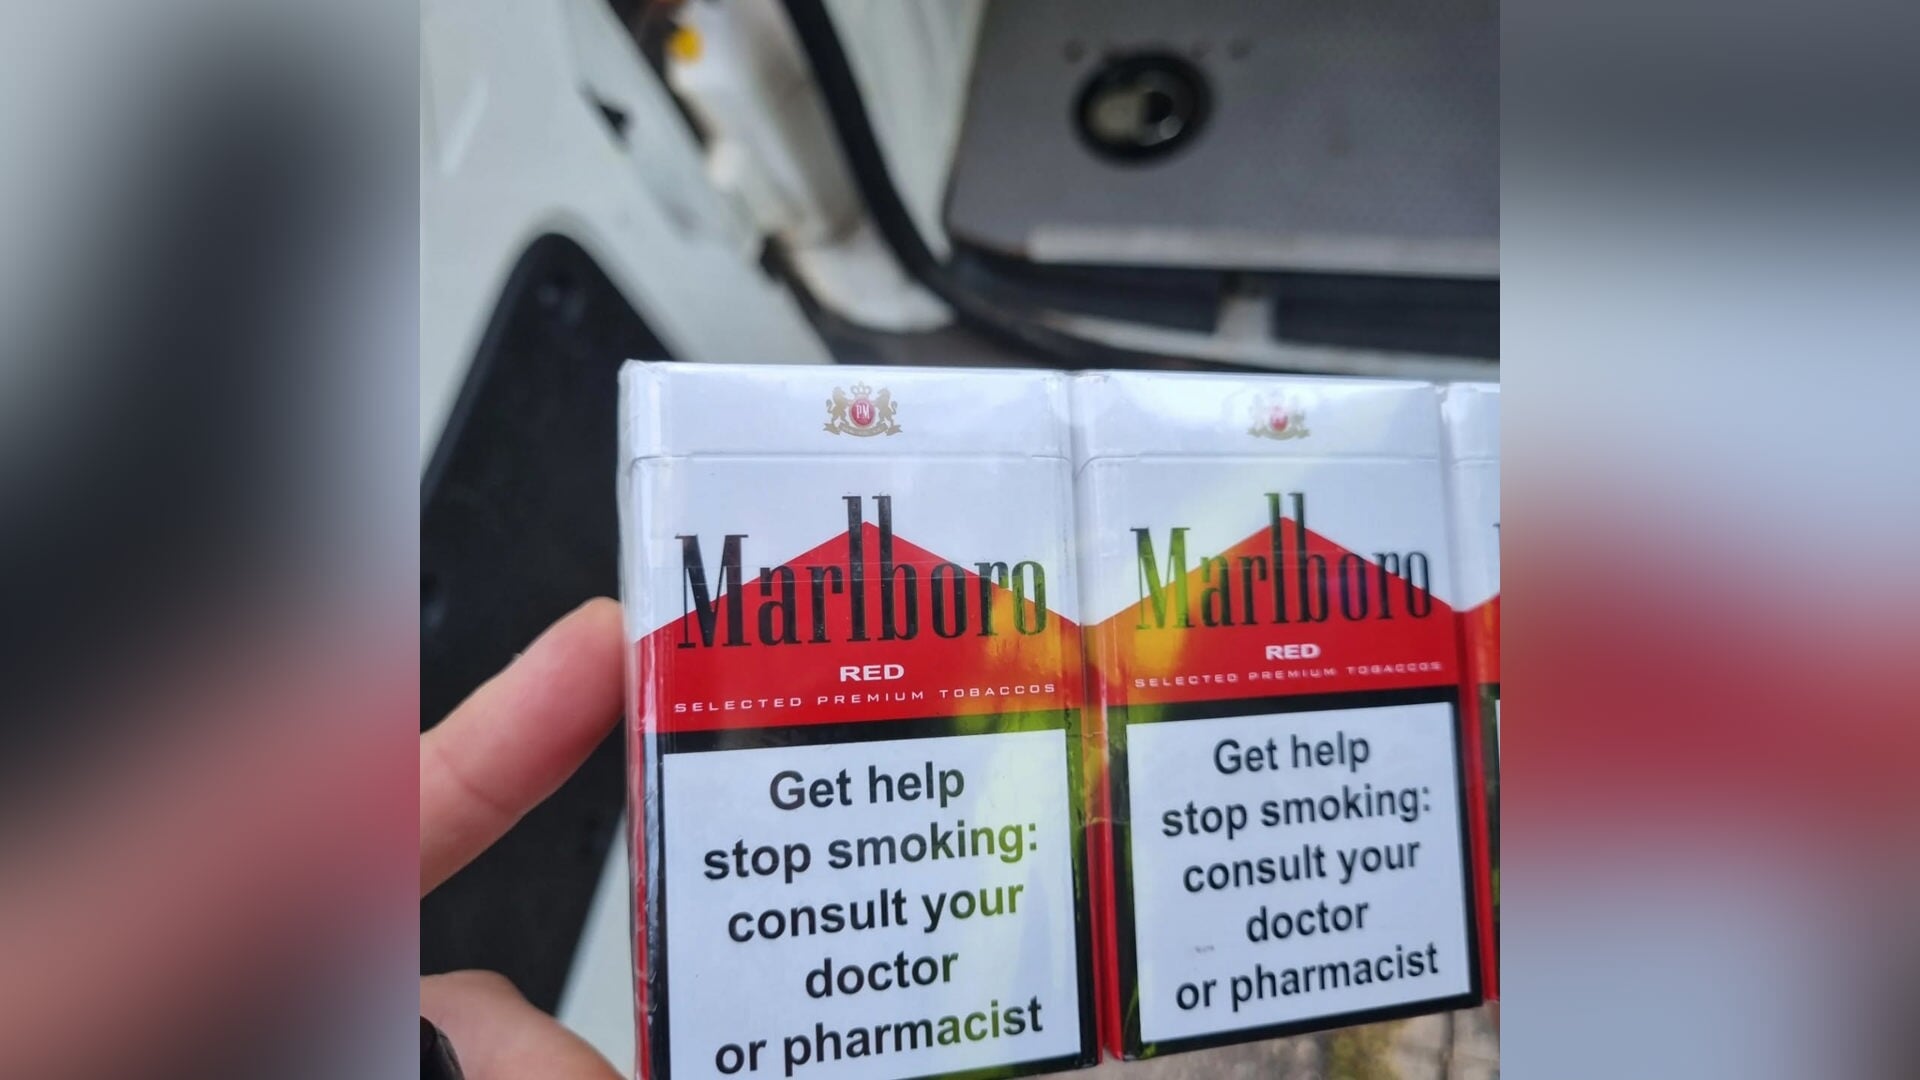 PM
Marlboro
RED
SELECTED PREMIUM TOBACCOS
Get help
stop smoking:
consult your
doctor
or pharmacist
Marlboro
RED
SELECTED PREMIUM TOBACCOS
Get help
stop smoking:
consult your
doctor
or pharmacist